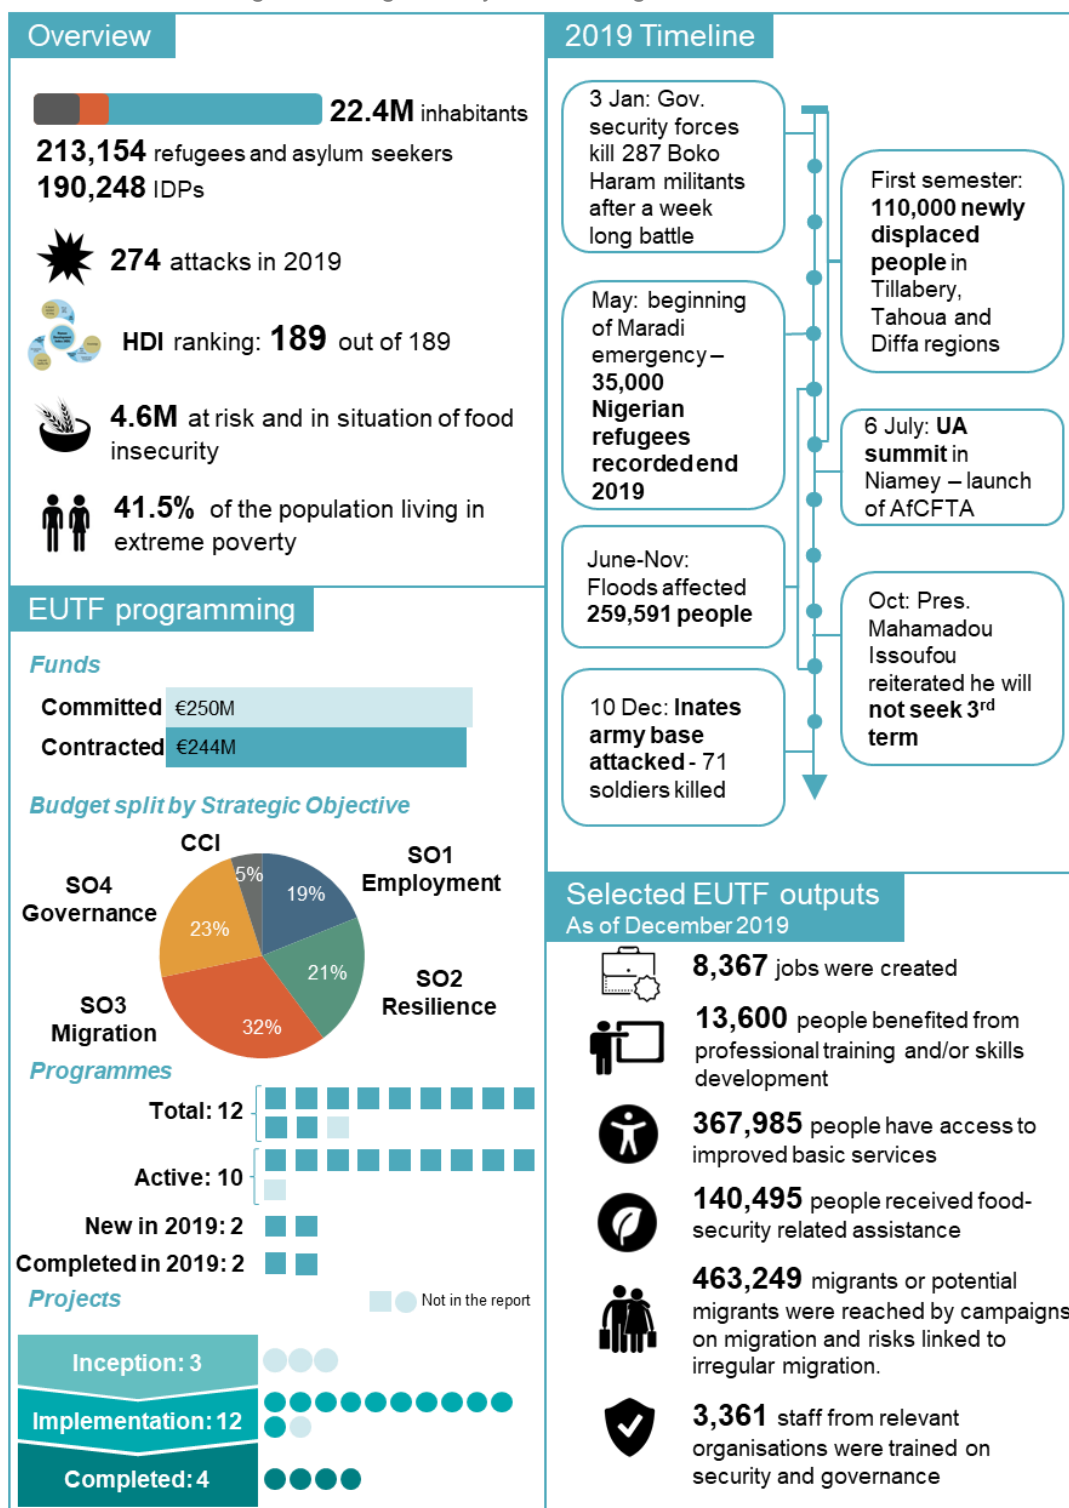 Overview
22.4M inhabitants
213,154 refugees and asylum seekers
190,248 IDPs
274 attacks in 2019
HDI ranking: 189 out of 189
4.6M at risk and in situation of food
insecurity
41.5% of the population living in
extreme poverty
2019 Timeline
3 Jan: Gov.
security forces
kill 287 Boko
Haram militants
after a week
long battle
First semester:
110,000 newly
displaced
people in
Tillabery,
Tahoua and
Diffa regions
May: beginning
of Maradi
emergency –
35,000
Nigerian
refugees
recorded end
2019
6 July: UA
summit in
Niamey – launch
of AfCFTA
June-Nov:
Floods affected
259,591 people
Oct: Pres.
Mahamadou
Issoufou
reiterated he will
not seek 3rd
term
10 Dec: Inates
army base
attacked - 71
soldiers killed
EUTF programming
Funds
Committed €250M
Contracted €244M
Budget split by Strategic Objective
CCI
5%
SO1
Employment
19%
SO4
Governance
23%
SO2
Resilience
21%
SO3
Migration
32%
Programmes
Total: 12
Active: 10
New in 2019: 2
Completed in 2019: 2
Projects
Not in the report
Inception: 3
Implementation: 12
Completed: 4
Selected EUTF outputs
As of December 2019
8,367 jobs were created
13,600 people benefited from
professional training and/or skills
development
367,985 people have access to
improved basic services
140,495 people received food-
security related assistance
463,249 migrants or potential
migrants were reached by campaigns
on migration and risks linked to
irregular migration.
3,361 staff from relevant
organisations were trained on
security and governance